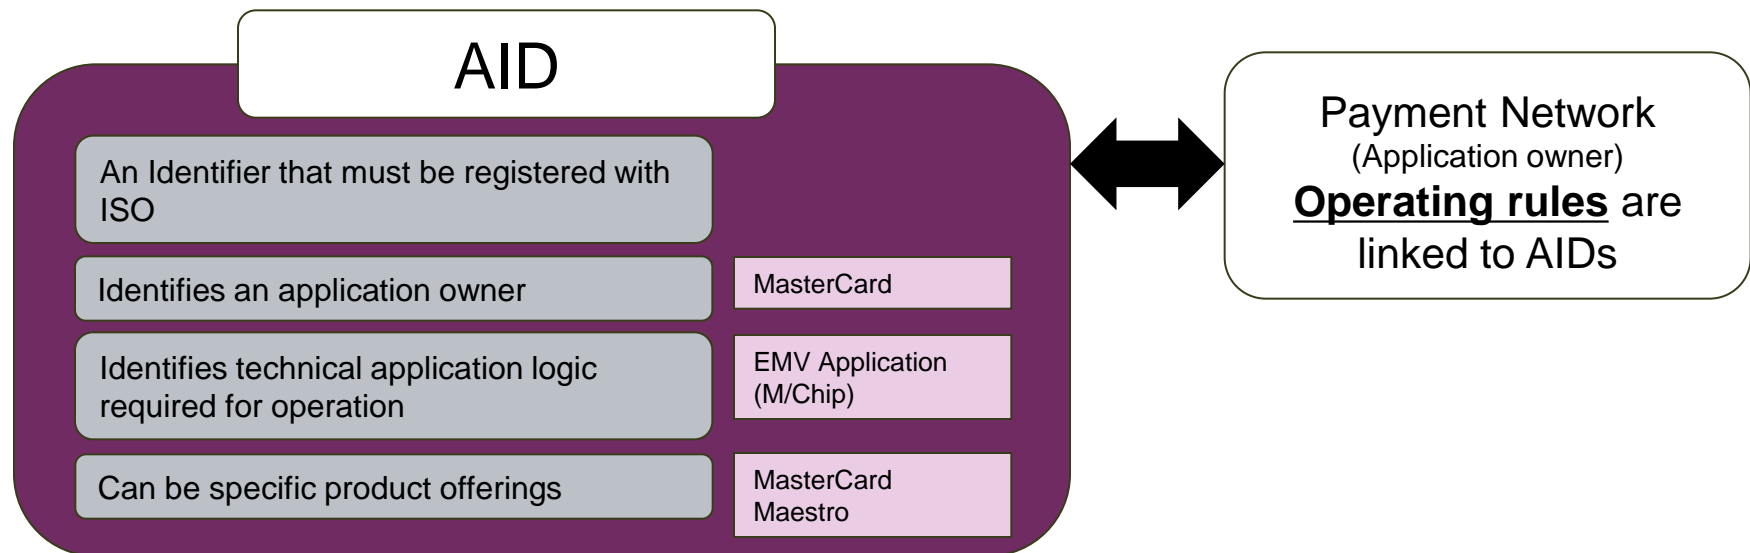 AID
An Identifier that must be registered with
ISO
Identifies an application owner
MasterCard
Identifies technical application logic
required for operation
EMV Application
(M/Chip)
Can be specific product offerings
MasterCard
Maestro
Payment Network
(Application owner)
Operating rules are
linked to AIDs